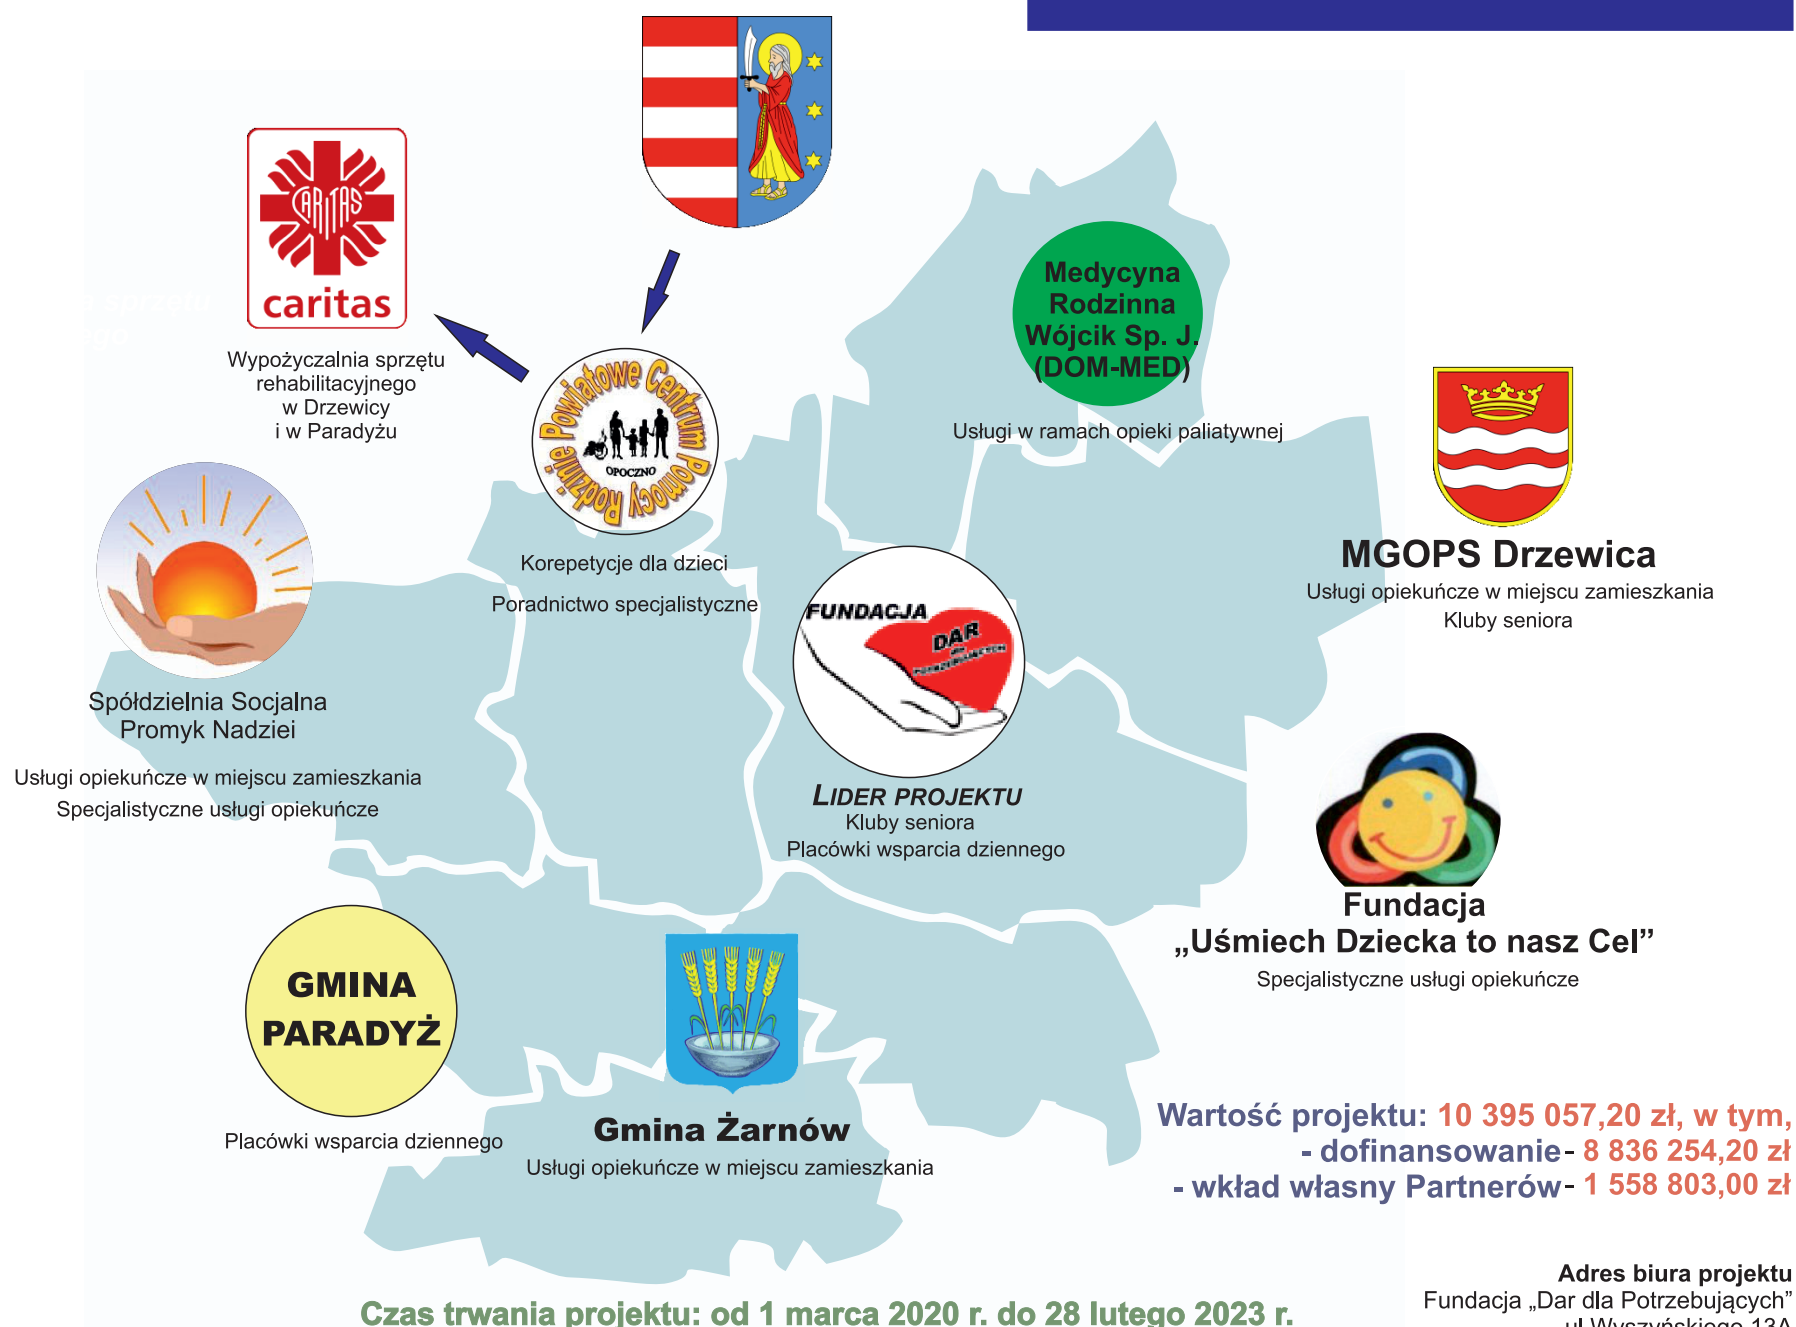 CARITAS
caritas
Wypożyczalnia sprzętu
rehabilitacyjnego
w Drzewicy
i w Paradyżu
Powiatowe Centrum Pomocy Rodzinie
OPOCZNO
Korepetycje dla dzieci
Poradnictwo specjalistyczne
Medycyna
Rodzinna
Wójcik Sp. J.
(DOM-MED)
Usługi w ramach opieki paliatywnej
MGOPS Drzewica
Usługi opiekuńcze w miejscu zamieszkania
Kluby seniora
Spółdzielnia Socjalna
Promyk Nadziei
Usługi opiekuńcze w miejscu zamieszkania
Specjalistyczne usługi opiekuńcze
FUNDACJA
DAR
dla
POTRZEBUJĄCYCH
LIDER PROJEKTU
Kluby seniora
Placówki wsparcia dziennego
Fundacja
„Uśmiech Dziecka to nasz Cel”
Specjalistyczne usługi opiekuńcze
GMINA
PARADYŻ
Placówki wsparcia dziennego
Gmina Żarnów
Usługi opiekuńcze w miejscu zamieszkania
Wartość projektu: 10 395 057,20 zł, w tym,
- dofinansowanie- 8 836 254,20 zł
- wkład własny Partnerów- 1 558 803,00 zł
Czas trwania projektu: od 1 marca 2020 r. do 28 lutego 2023 r.
Adres biura projektu
Fundacja „Dar dla Potrzebujących”
ul Wyszyńskiego 13A